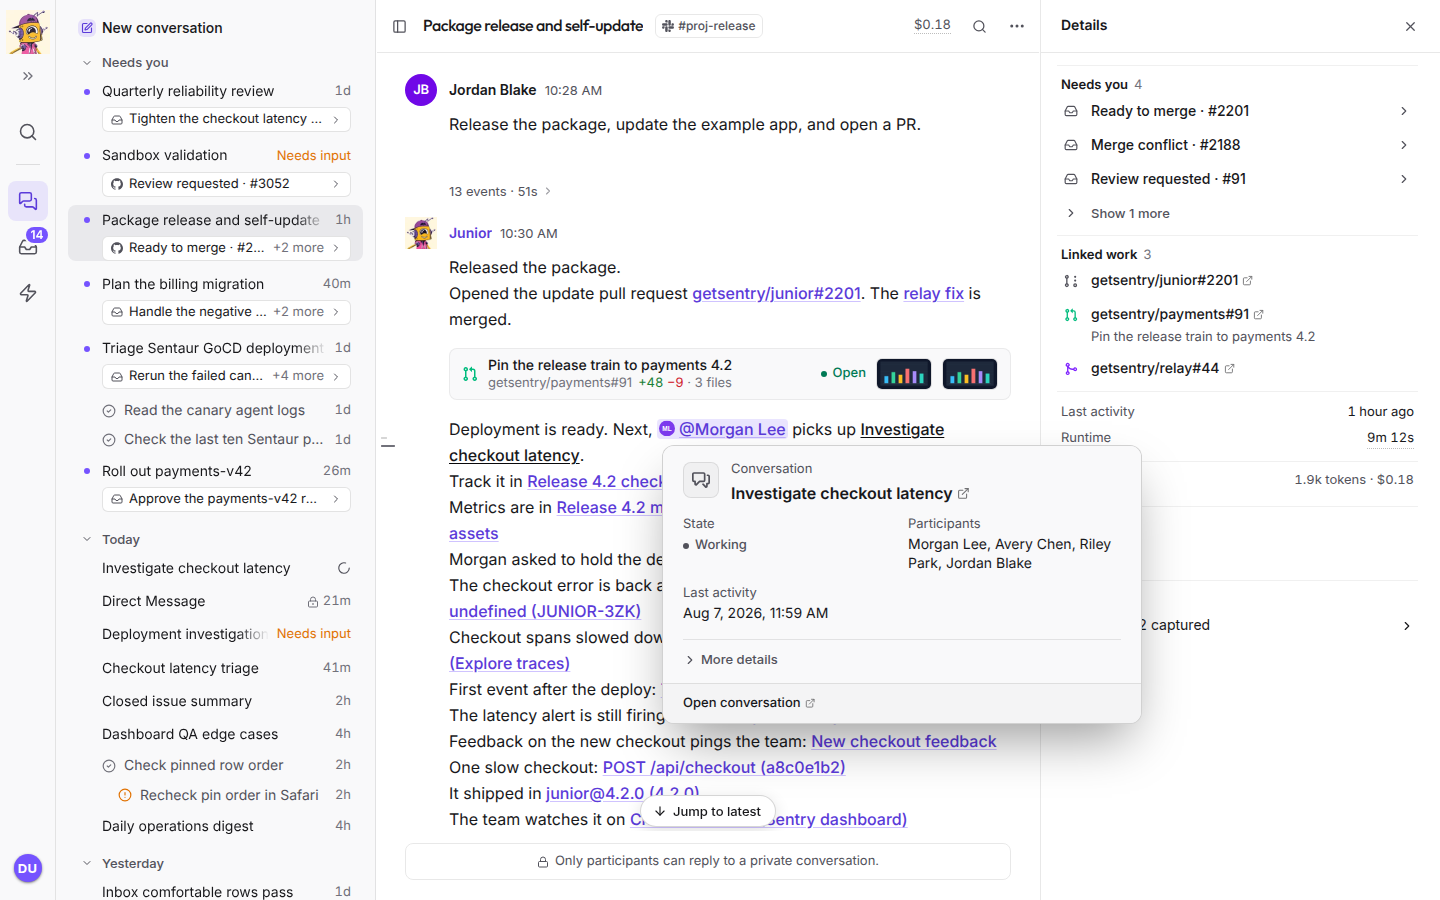 New conversation
Needs you
Quarterly reliability review 1d
Tighten the checkout latency ...
Sandbox validation Needs input
Review requested · #3052
Package release and self-update 1h
Ready to merge · #2... +2 more
Plan the billing migration 40m
Handle the negative ... +2 more
Triage Sentaur GoCD deployment 1d
Rerun the failed can... +4 more
Read the canary agent logs 1d
Check the last ten Sentaur p... 1d
Roll out payments-v42 26m
Approve the payments-v42 r...
Today
Investigate checkout latency
Direct Message 21m
Deployment investigation Needs input
Checkout latency triage 41m
Closed issue summary 2h
Dashboard QA edge cases 4h
Check pinned row order 2h
Recheck pin order in Safari 2h
Daily operations digest 4h
Yesterday
Inbox comfortable rows pass 1d
14
DU
Package release and self-update #proj-release $0.18
JB Jordan Blake 10:28 AM
Release the package, update the example app, and open a PR.
13 events · 51s
Junior 10:30 AM
Released the package.
Opened the update pull request getsentry/junior#2201. The relay fix is
merged.
Pin the release train to payments 4.2
getsentry/payments#91 +48 −9 · 3 files
Open
Deployment is ready. Next, ML @Morgan Lee picks up Investigate
checkout latency.
Track it in Release 4.2 check
Metrics are in Release 4.2 m
assets
Morgan asked to hold the de
The checkout error is back a
undefined (JUNIOR-3ZK)
Checkout spans slowed dow
(Explore traces)
First event after the deploy:
The latency alert is still firing
Feedback on the new checkout pings the team: New checkout feedback
One slow checkout: POST /api/checkout (a8c0e1b2)
It shipped in junior@4.2.0 (4.2.0)
The team watches it on C sentry dashboard)
Jump to latest
Only participants can reply to a private conversation.
Conversation
Investigate checkout latency
State
Working
Participants
Morgan Lee, Avery Chen, Riley
Park, Jordan Blake
Last activity
Aug 7, 2026, 11:59 AM
More details
Open conversation
Details
Needs you 4
Ready to merge · #2201
Merge conflict · #2188
Review requested · #91
Show 1 more
Linked work 3
getsentry/junior#2201
getsentry/payments#91
Pin the release train to payments 4.2
getsentry/relay#44
Last activity 1 hour ago
Runtime 9m 12s
1.9k tokens · $0.18
2 captured